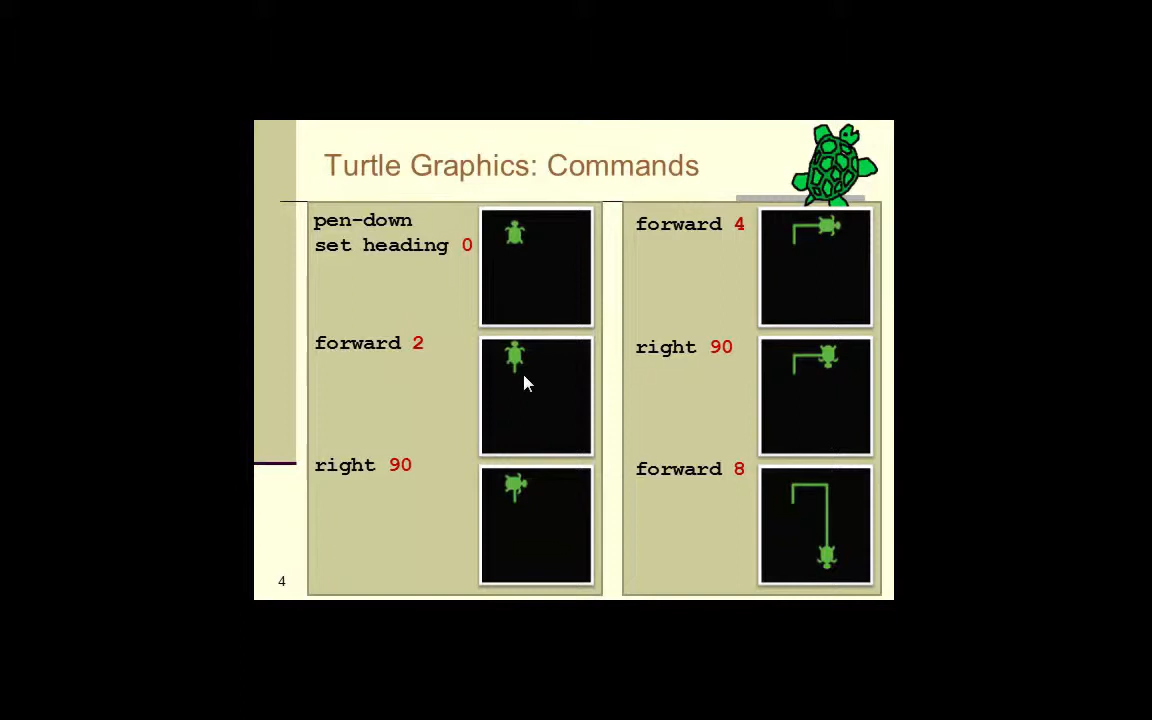 Turtle Graphics: Commands
pen-down
set heading 0
forward 2
right 90
forward 4
right 90
forward 8
4